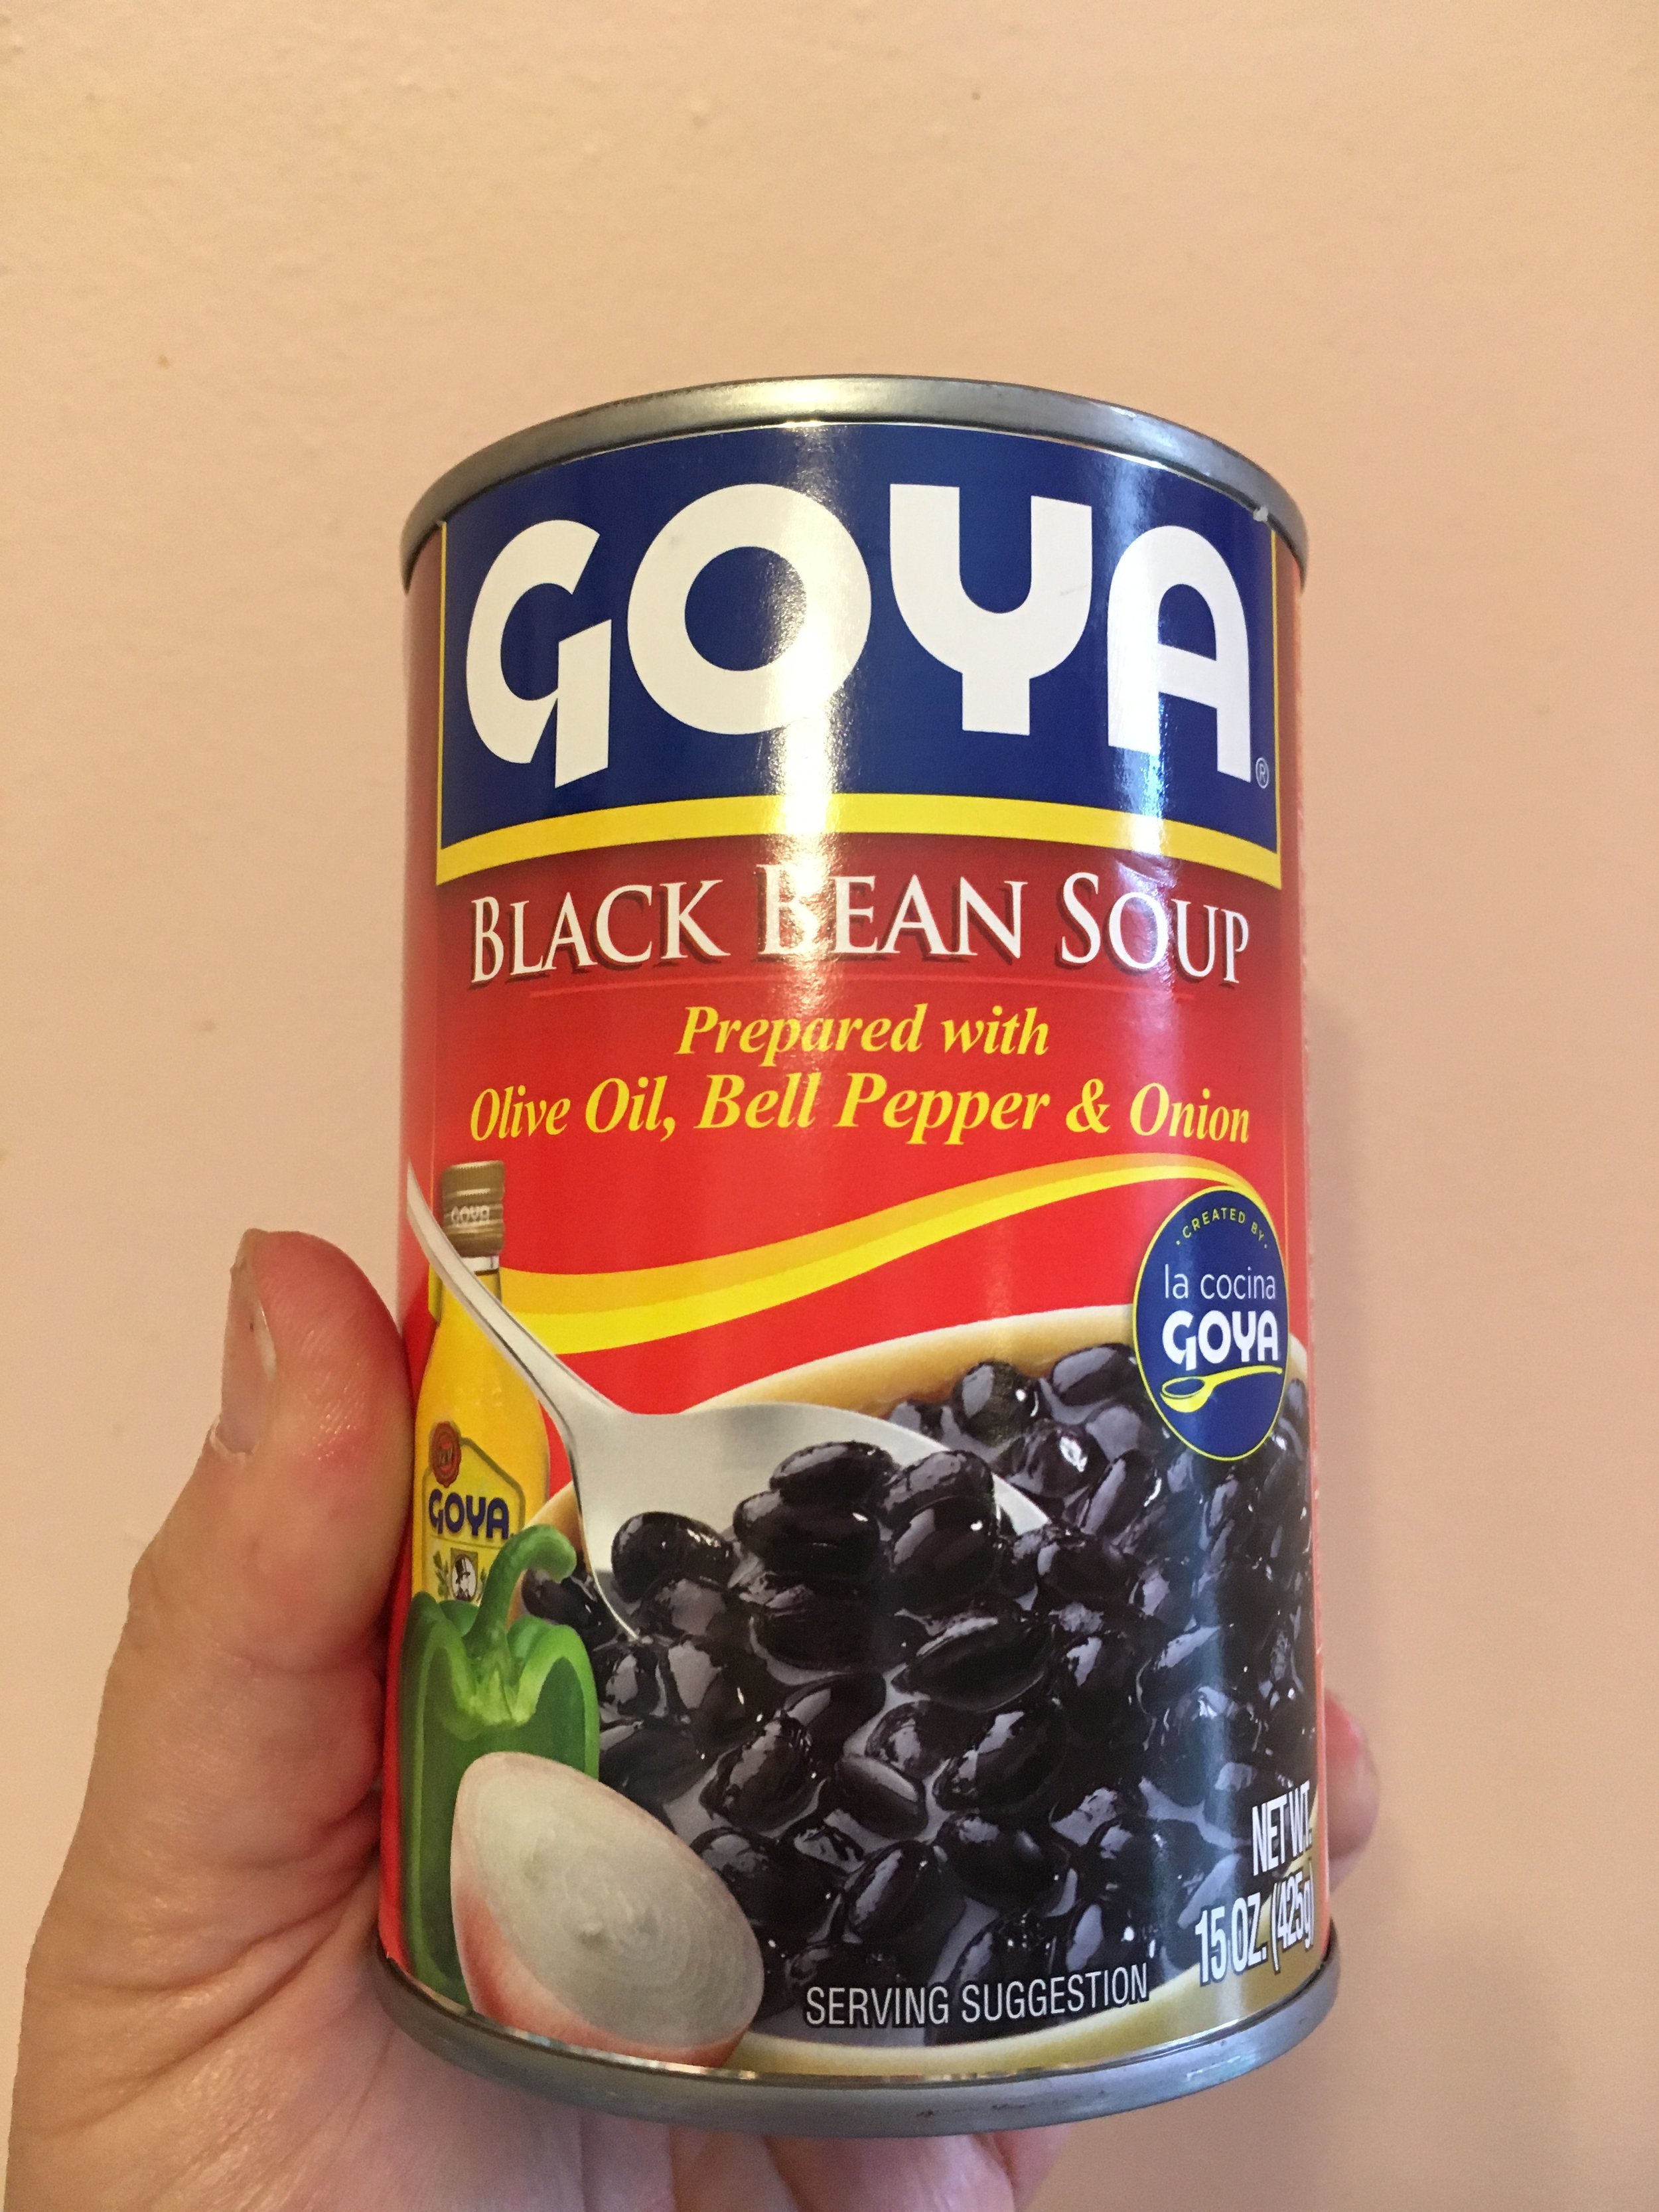 GOYA®
BLACK BEAN SOUP
Prepared with
Olive Oil, Bell Pepper & Onion
GOYA
• CREATED BY •
la cocina
GOYA
GOYA
NET WT.
15 OZ. (425g)
SERVING SUGGESTION